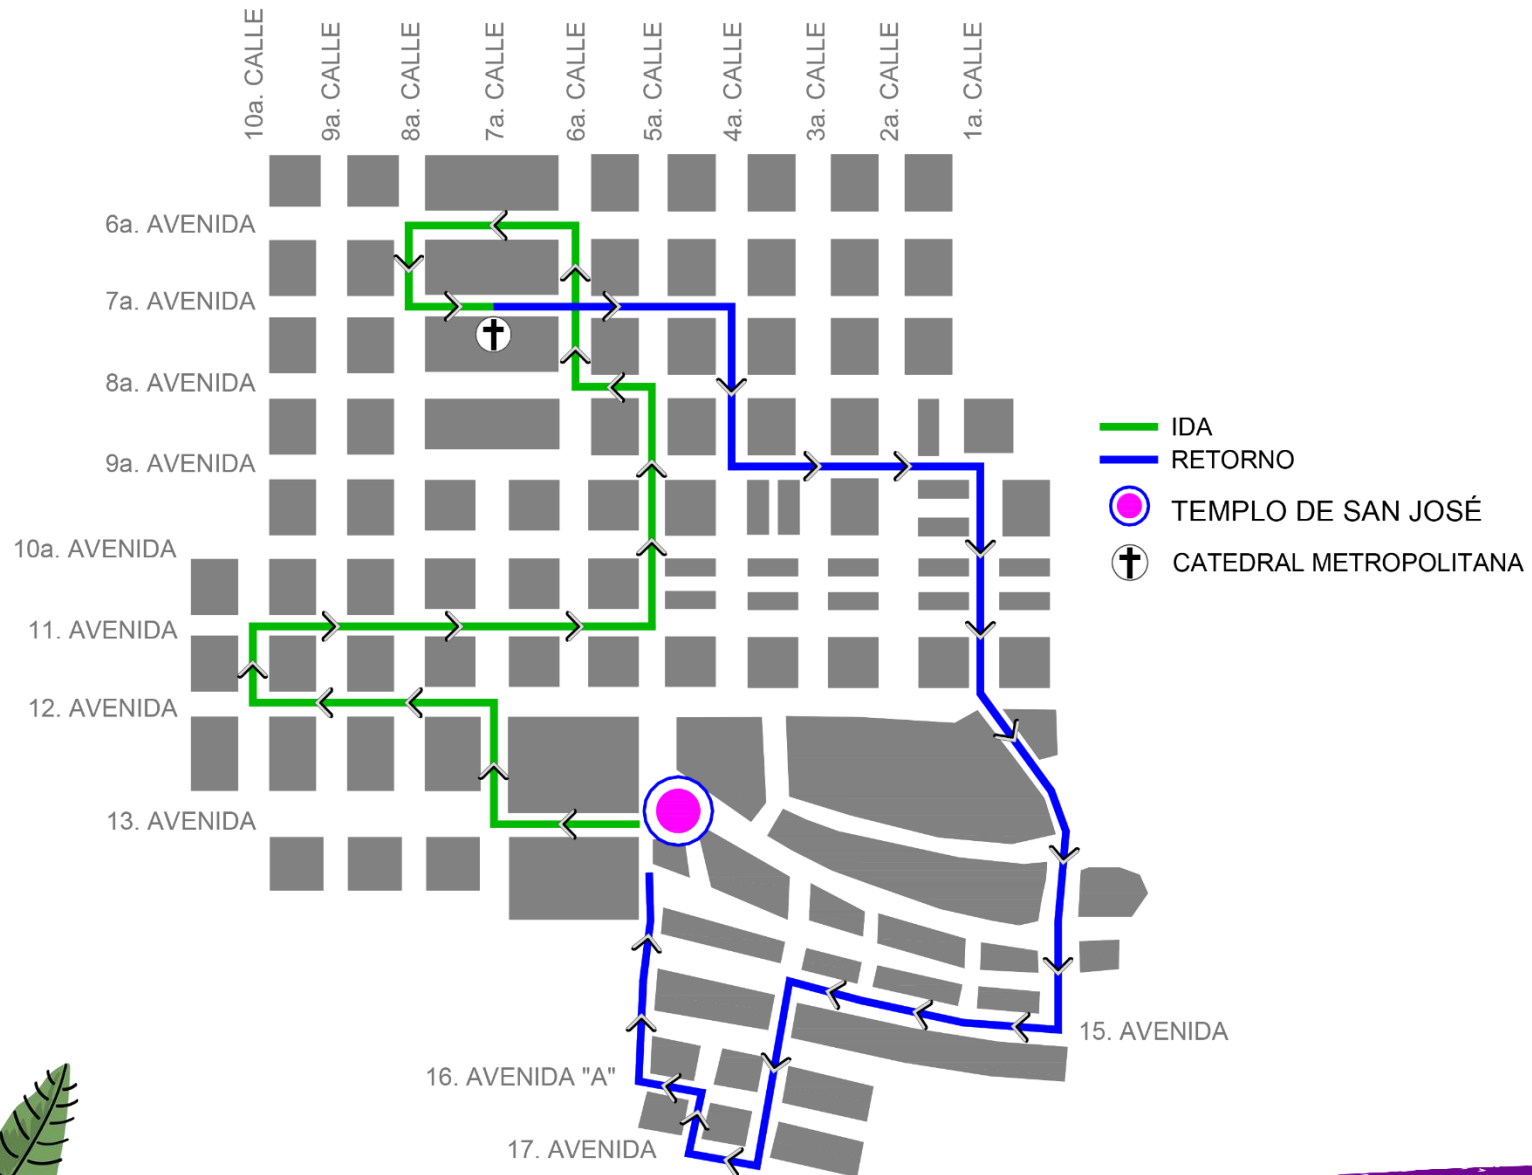 10a. CALLE
9a. CALLE
8a. CALLE
7a. CALLE
6a. CALLE
5a. CALLE
4a. CALLE
3a. CALLE
2a. CALLE
1a. CALLE
6a. AVENIDA
7a. AVENIDA
8a. AVENIDA
9a. AVENIDA
10a. AVENIDA
11. AVENIDA
12. AVENIDA
13. AVENIDA
15. AVENIDA
16. AVENIDA "A"
17. AVENIDA
IDA
RETORNO
TEMPLO DE SAN JOSÉ
CATEDRAL METROPOLITANA